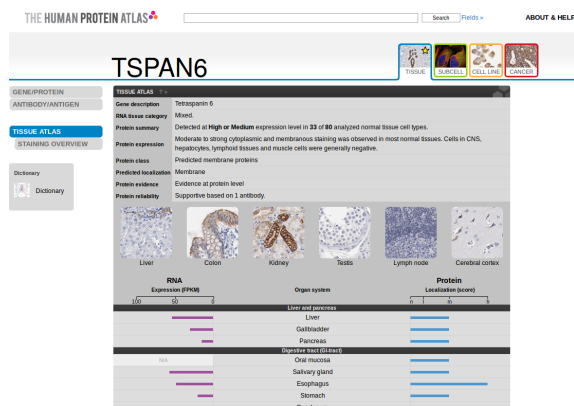 THE HUMAN PROTEIN ATLAS
Search
Fields »
ABOUT & HELP
TSPAN6
TISSUE
SUBCELL
CELL LINE
CANCER
GENE/PROTEIN
ANTIBODY/ANTIGEN
TISSUE ATLAS
STAINING OVERVIEW
Dictionary
Dictionary
TISSUE ATLAS
Gene description Tetraspanin 6
RNA tissue category Mixed.
Protein summary Detected at High or Medium expression level in 33 of 80 analyzed normal tissue cell types.
Protein expression Moderate to strong cytoplasmic and membranous staining was observed in most normal tissues. Cells in CNS,
hepatocytes, lymphoid tissues and muscle cells were generally negative.
Protein class Predicted membrane proteins
Predicted localization Membrane
Protein evidence Evidence at protein level
Protein reliability Supportive based on 1 antibody.
Liver Colon Kidney Testis Lymph node Cerebral cortex
RNA Protein
Expression (FPKM) Organ system Localization (score)
100 50 0 n l m h
Liver and pancreas
Liver
Gallbladder
Pancreas
Digestive tract (GI-tract)
N/A Oral mucosa
Salivary gland
Esophagus
Stomach